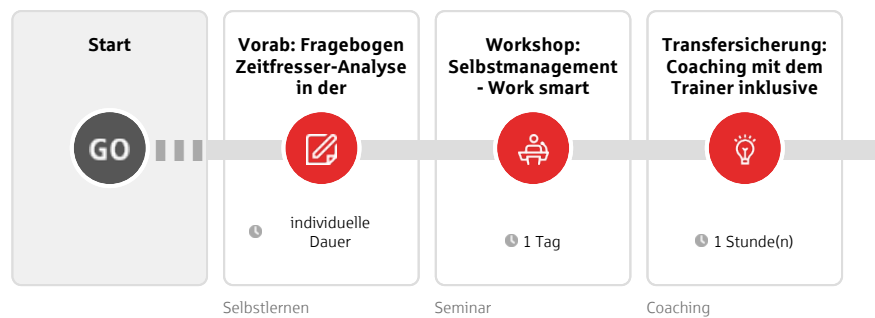 Start
GO
Vorab: Fragebogen
Zeitfresser-Analyse
in der
individuelle
Dauer
Selbstlernen
Workshop:
Selbstmanagement
- Work smart
1 Tag
Seminar
Transfersicherung:
Coaching mit dem
Trainer inklusive
1 Stunde(n)
Coaching